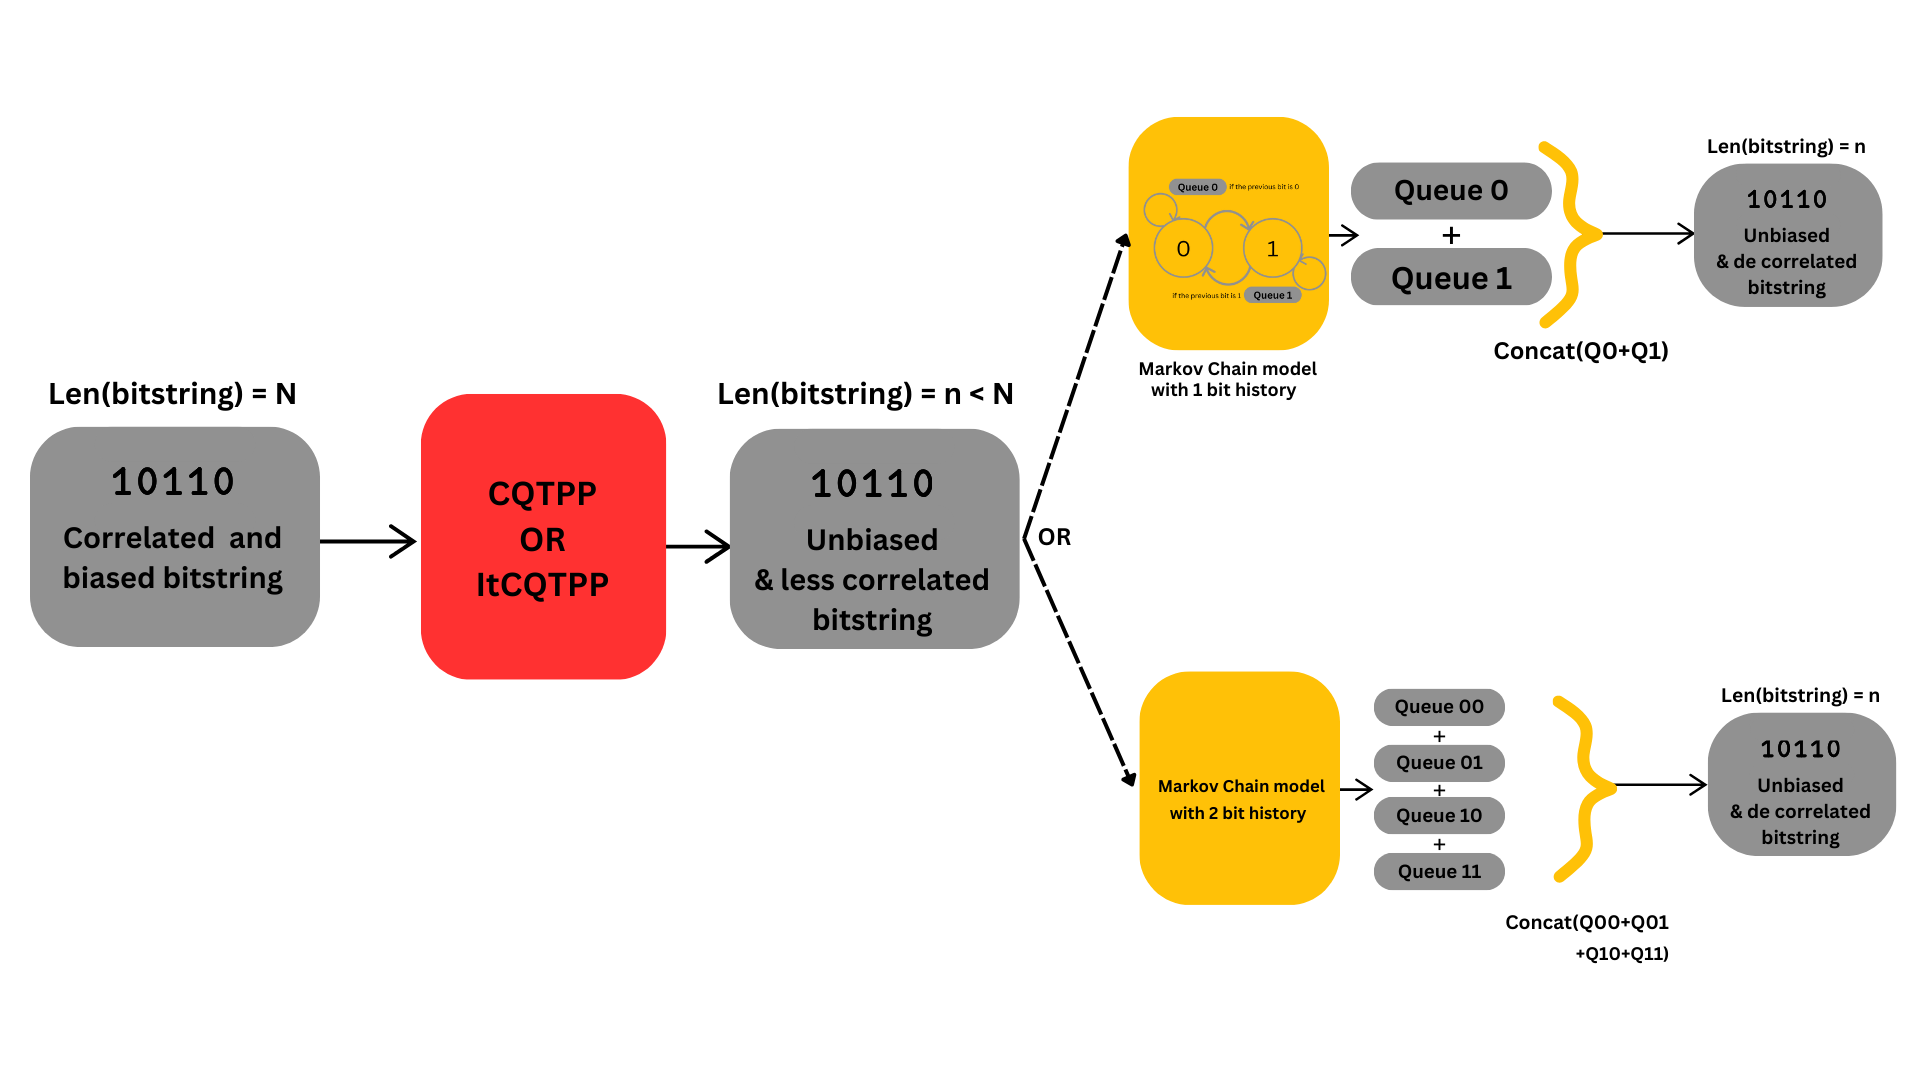 Len(bitstring) = N
10110
Correlated and
biased bitstring
CQTPP
OR
ItCQTPP
Len(bitstring) = n < N
10110
Unbiased
& less correlated
bitstring
OR
Queue 0 if the previous bit is 0
0 1
if the previous bit is 1 Queue 1
Markov Chain model
with 1 bit history
Queue 0
+
Queue 1
Concat(Q0+Q1)
Len(bitstring) = n
10110
Unbiased
& de correlated
bitstring
Markov Chain model
with 2 bit history
Queue 00
+
Queue 01
+
Queue 10
+
Queue 11
Concat(Q00+Q01
+Q10+Q11)
Len(bitstring) = n
10110
Unbiased
& de correlated
bitstring